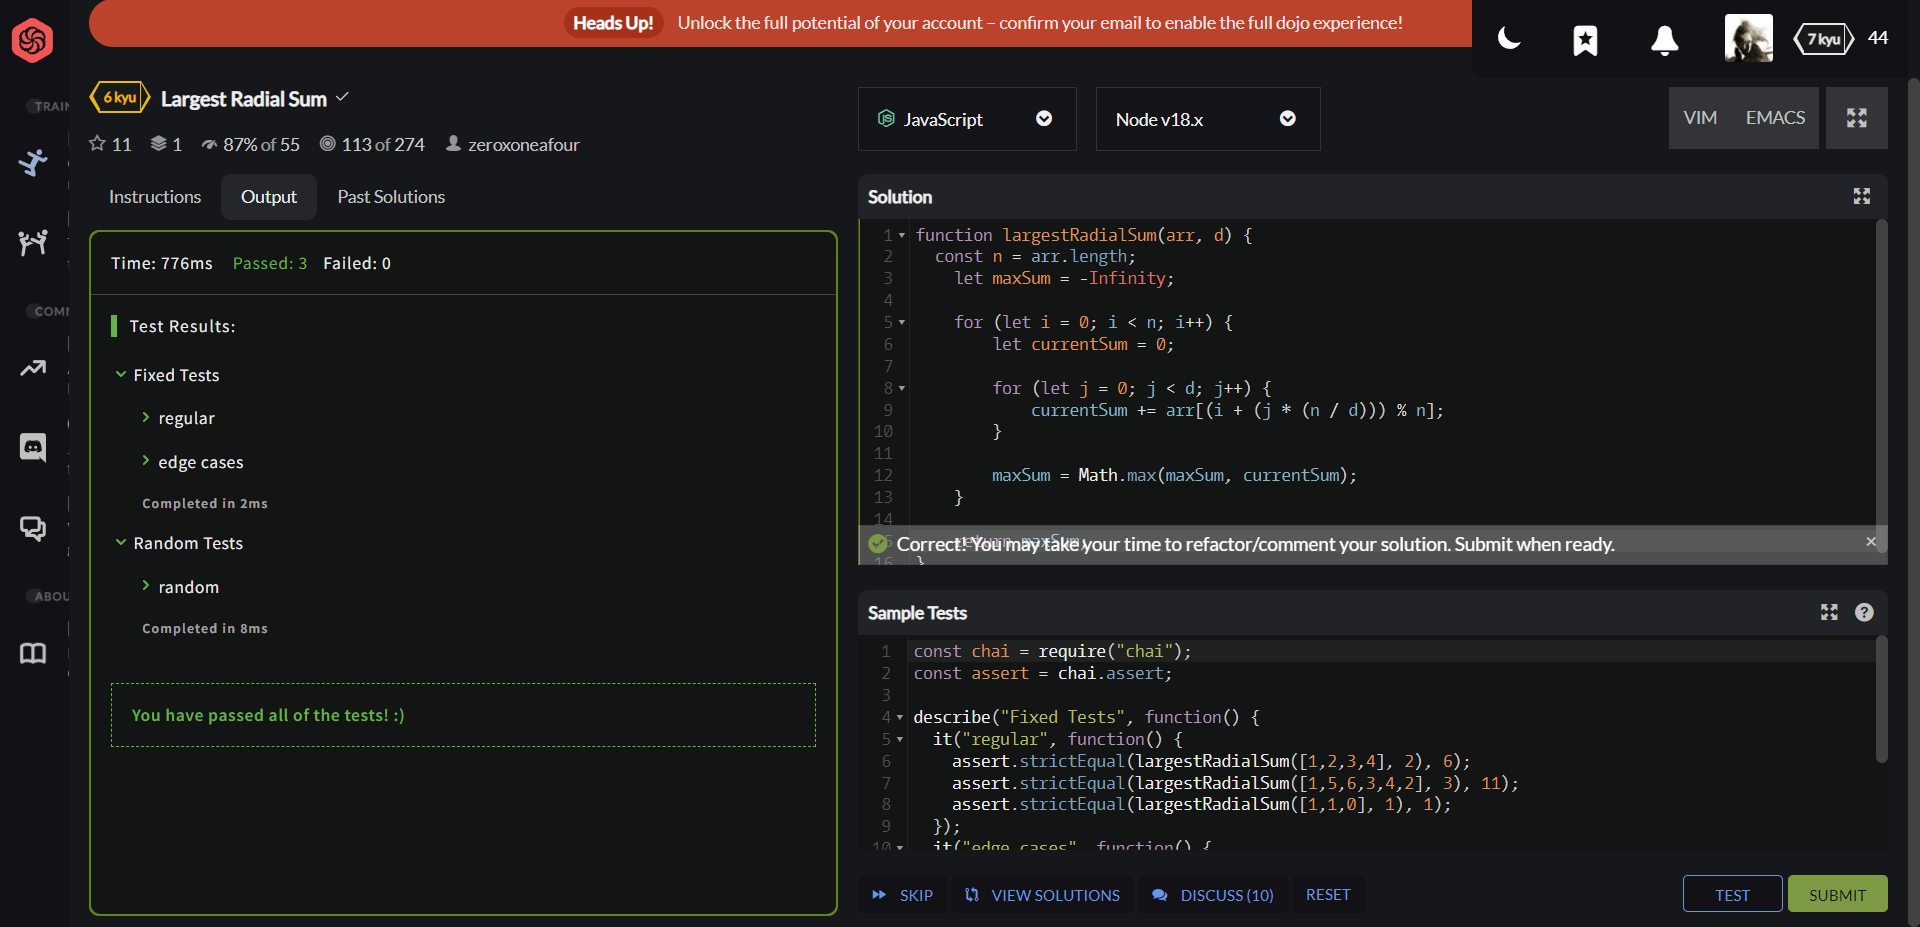 Heads Up! Unlock the full potential of your account – confirm your email to enable the full dojo experience!
7 kyu 44
TRAIN
COMM
ABOU
6 kyu Largest Radial Sum
11 1 87% of 55 113 of 274 zeroxoneafour
Instructions Output Past Solutions
Time: 776ms Passed: 3 Failed: 0
Test Results:
Fixed Tests
regular
edge cases
Completed in 2ms
Random Tests
random
Completed in 8ms
You have passed all of the tests! :)
JavaScript Node v18.x VIM EMACS
Solution
1 function largestRadialSum(arr, d) {
2 const n = arr.length;
3 let maxSum = -Infinity;
4
5 for (let i = 0; i < n; i++) {
6 let currentSum = 0;
7
8 for (let j = 0; j < d; j++) {
9 currentSum += arr[(i + (j * (n / d))) % n];
10 }
11
12 maxSum = Math.max(maxSum, currentSum);
13 }
14
15 return maxSum;
Correct! You may take your time to refactor/comment your solution. Submit when ready.
16 }
Sample Tests
1 const chai = require("chai");
2 const assert = chai.assert;
3
4 describe("Fixed Tests", function() {
5 it("regular", function() {
6 assert.strictEqual(largestRadialSum([1,2,3,4], 2), 6);
7 assert.strictEqual(largestRadialSum([1,5,6,3,4,2], 3), 11);
8 assert.strictEqual(largestRadialSum([1,1,0], 1), 1);
9 });
10 it("edge cases", function() {
SKIP VIEW SOLUTIONS DISCUSS (10) RESET TEST SUBMIT